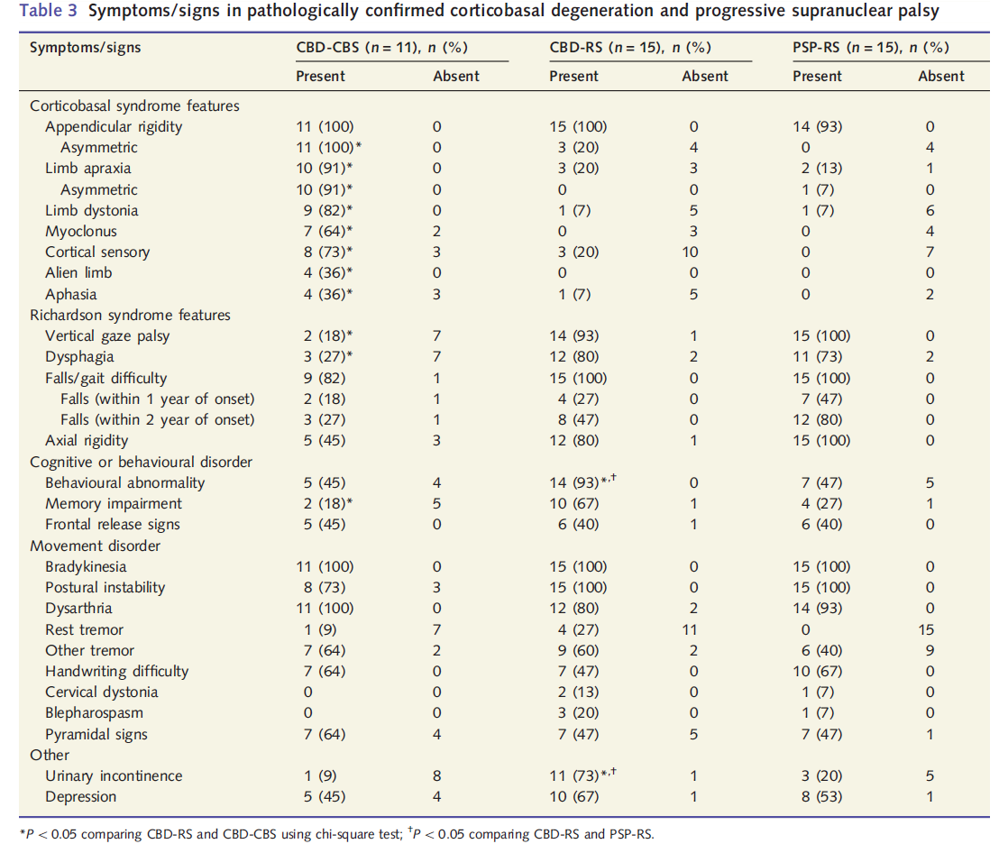 Table 3 Symptoms/signs in pathologically confirmed corticobasal degeneration and progressive supranuclear palsy
Symptoms/signs CBD-CBS (n = 11), n (%) CBD-RS (n = 15), n (%) PSP-RS (n = 15), n (%)
Present Absent Present Absent Present Absent
Corticobasal syndrome features
Appendicular rigidity 11 (100) 0 15 (100) 0 14 (93) 0
Asymmetric 11 (100)* 0 3 (20) 4 0 4
Limb apraxia 10 (91)* 0 3 (20) 3 2 (13) 1
Asymmetric 10 (91)* 0 0 0 1 (7) 0
Limb dystonia 9 (82)* 0 1 (7) 5 1 (7) 6
Myoclonus 7 (64)* 2 0 3 0 4
Cortical sensory 8 (73)* 3 3 (20) 10 0 7
Alien limb 4 (36)* 0 0 0 0 0
Aphasia 4 (36)* 3 1 (7) 5 0 2
Richardson syndrome features
Vertical gaze palsy 2 (18)* 7 14 (93) 1 15 (100) 0
Dysphagia 3 (27)* 7 12 (80) 2 11 (73) 2
Falls/gait difficulty 9 (82) 1 15 (100) 0 15 (100) 0
Falls (within 1 year of onset) 2 (18) 1 4 (27) 0 7 (47) 0
Falls (within 2 year of onset) 3 (27) 1 8 (47) 0 12 (80) 0
Axial rigidity 5 (45) 3 12 (80) 1 15 (100) 0
Cognitive or behavioural disorder
Behavioural abnormality 5 (45) 4 14 (93)*,† 0 7 (47) 5
Memory impairment 2 (18)* 5 10 (67) 1 4 (27) 1
Frontal release signs 5 (45) 0 6 (40) 1 6 (40) 0
Movement disorder
Bradykinesia 11 (100) 0 15 (100) 0 15 (100) 0
Postural instability 8 (73) 3 15 (100) 0 15 (100) 0
Dysarthria 11 (100) 0 12 (80) 2 14 (93) 0
Rest tremor 1 (9) 7 4 (27) 11 0 15
Other tremor 7 (64) 2 9 (60) 2 6 (40) 9
Handwriting difficulty 7 (64) 0 7 (47) 0 10 (67) 0
Cervical dystonia 0 0 2 (13) 0 1 (7) 0
Blepharospasm 0 0 3 (20) 0 1 (7) 0
Pyramidal signs 7 (64) 4 7 (47) 5 7 (47) 1
Other
Urinary incontinence 1 (9) 8 11 (73)*,† 1 3 (20) 5
Depression 5 (45) 4 10 (67) 1 8 (53) 1
*P < 0.05 comparing CBD-RS and CBD-CBS using chi-square test; †P < 0.05 comparing CBD-RS and PSP-RS.